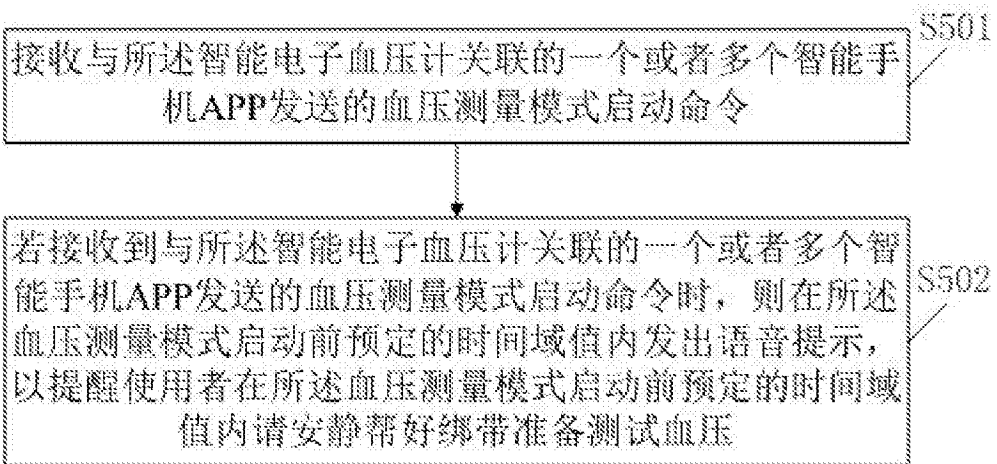 S501
接收与所述智能电子血压计关联的一个或者多个智能手
机APP发送的血压测量模式启动命令
若接收到与所述智能电子血压计关联的一个或者多个智
能手机APP发送的血压测量模式启动命令时，则在所述
血压测量模式启动前预定的时间域值内发出语音提示，
以提醒使用者在所述血压测量模式启动前预定的时间域
值内请安静帮好绑带准备测试血压
S502